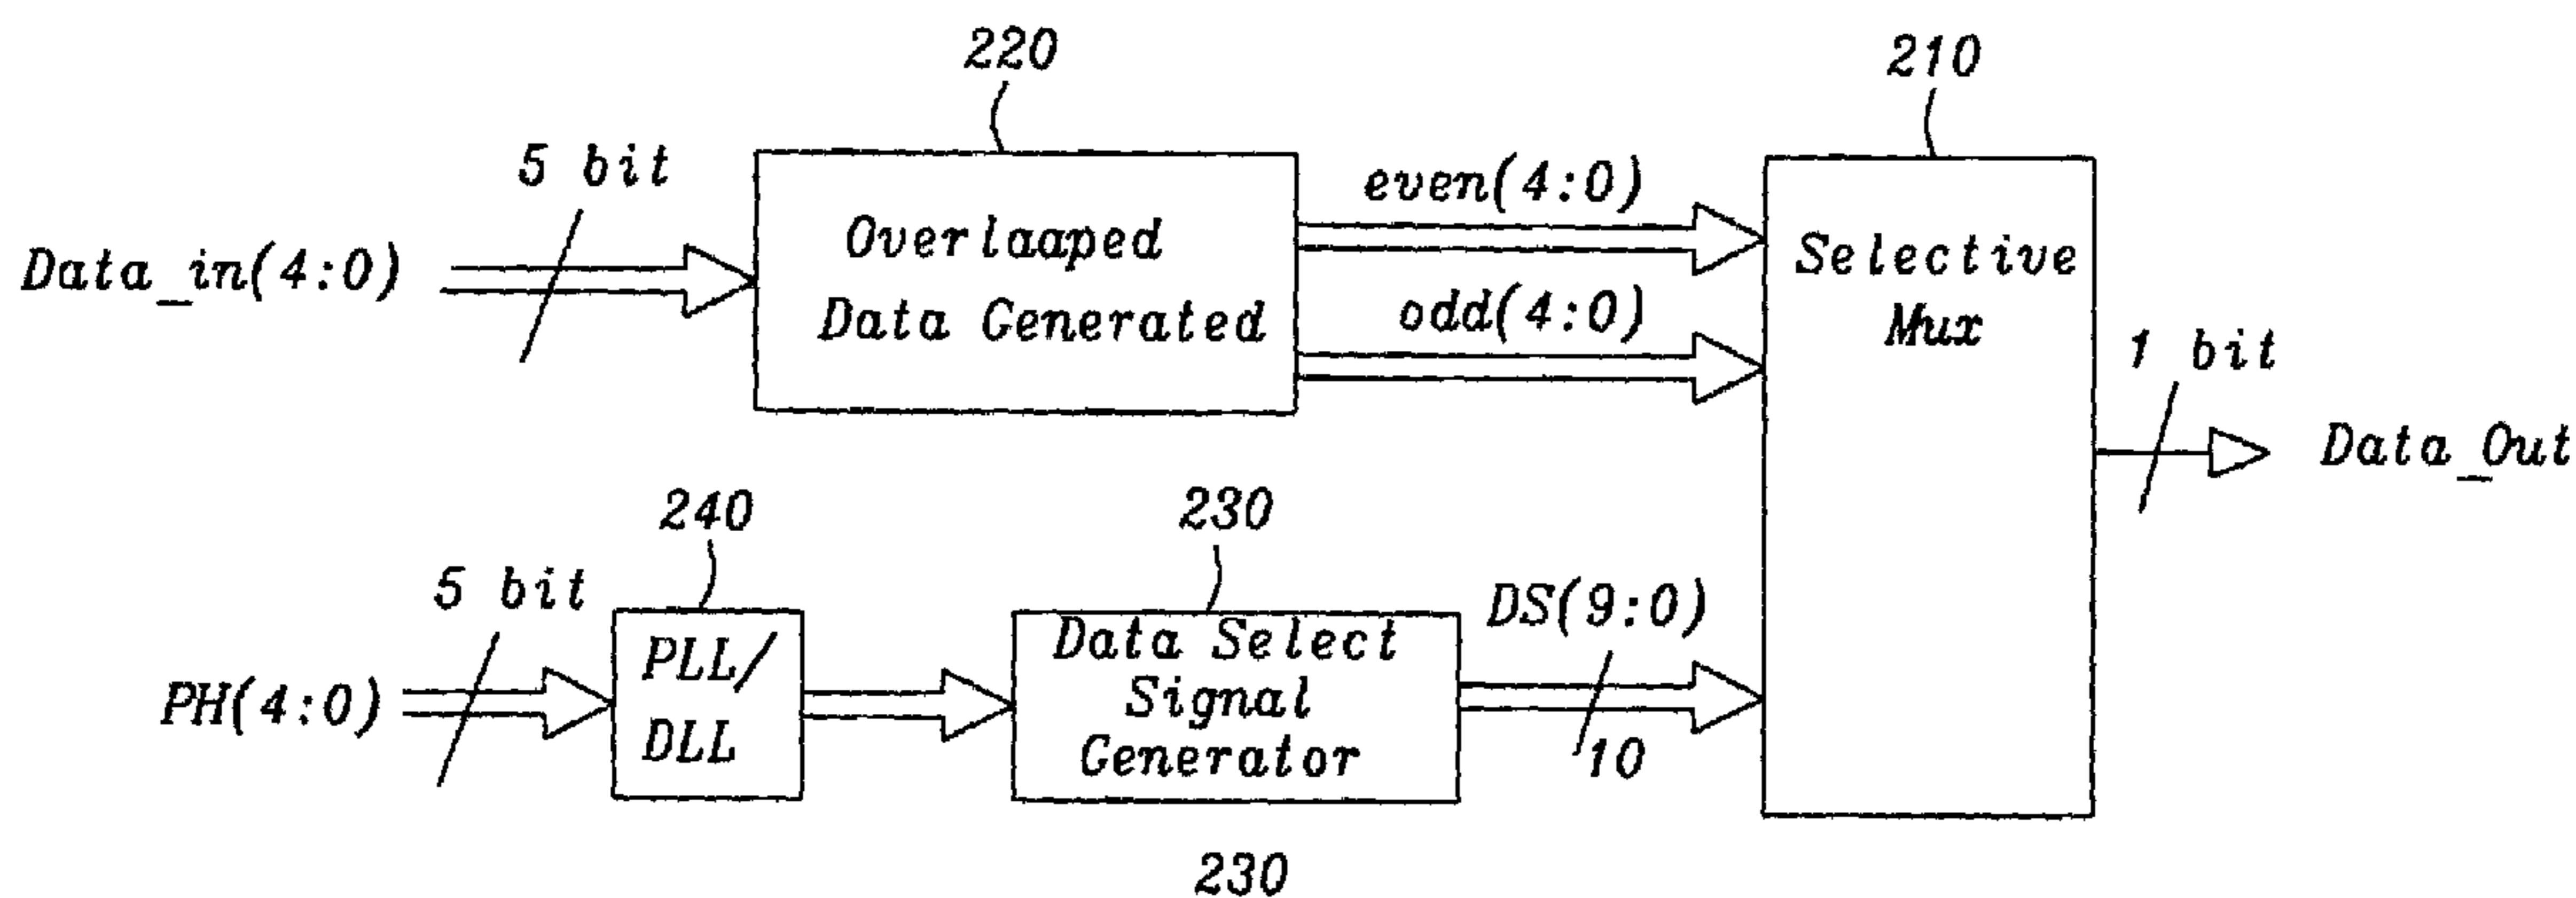 220
210
5 bit
even(4:0)
Data_in(4:0)
Overlaaped
Data Generated
odd(4:0)
Selective
Mux
1 bit
Data_Out
240
230
5 bit
PH(4:0)
PLL/
DLL
Data Select
Signal
Generator
DS(9:0)
10
230